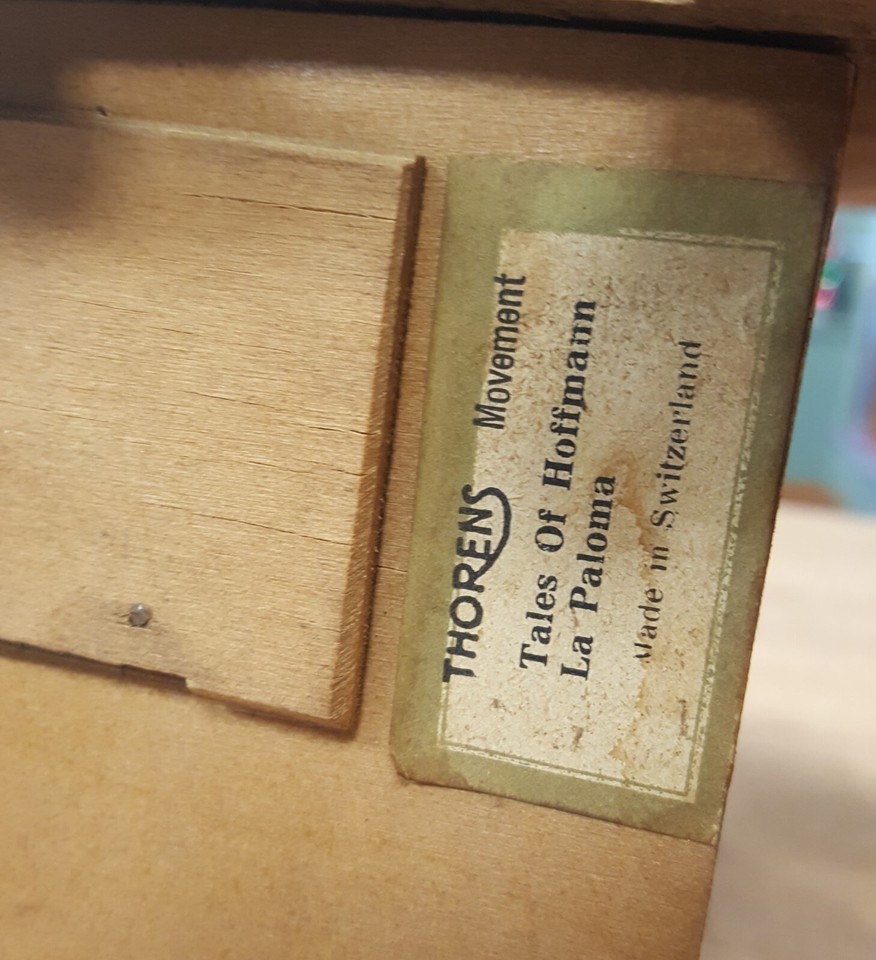 THORENS Movement
Tales Of Hoffmann
La Paloma
Made in Switzerland